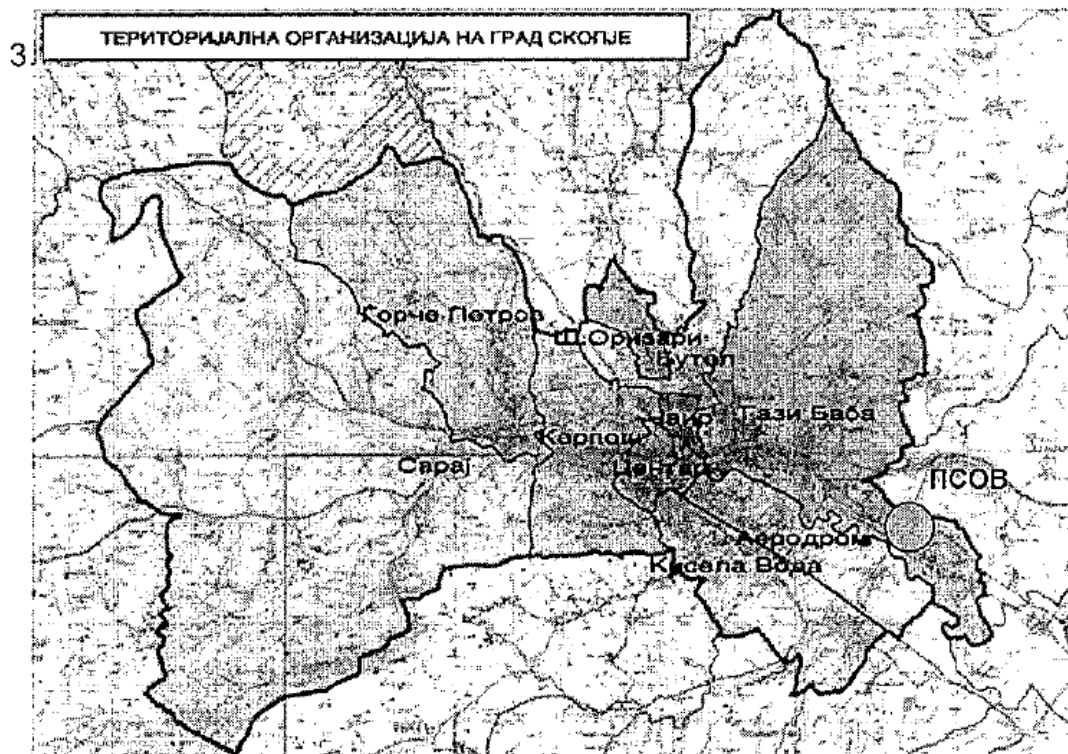 3
ТЕРИТОРИЈАЛНА ОРГАНИЗАЦИЈА НА ГРАД СКОПЈЕ
Ѓорче Петров
Ш.Оризари
Бутел
Чаир
Гази Баба
Карпош
Сарај
Центар
ПСОВ
Аеродром
Кисела Вода